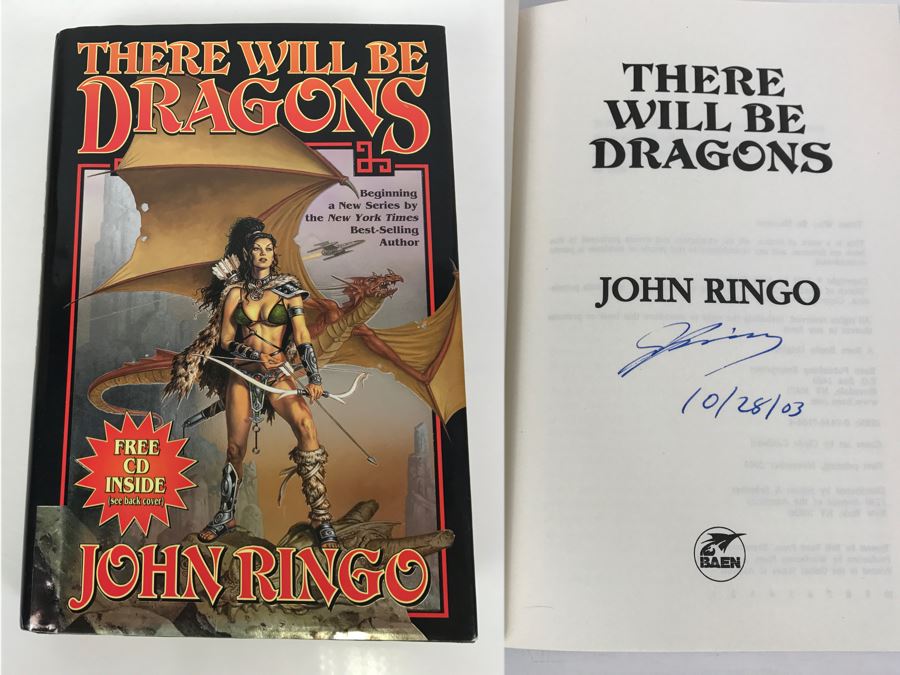 THERE WILL BE
DRAGONS
Beginning
a New Series by
the New York Times
Best-Selling
Author
FREE
CD
INSIDE
(see back cover)
JOHN RINGO
THERE
WILL BE
DRAGONS
JOHN RINGO
10/28/03
BAEN